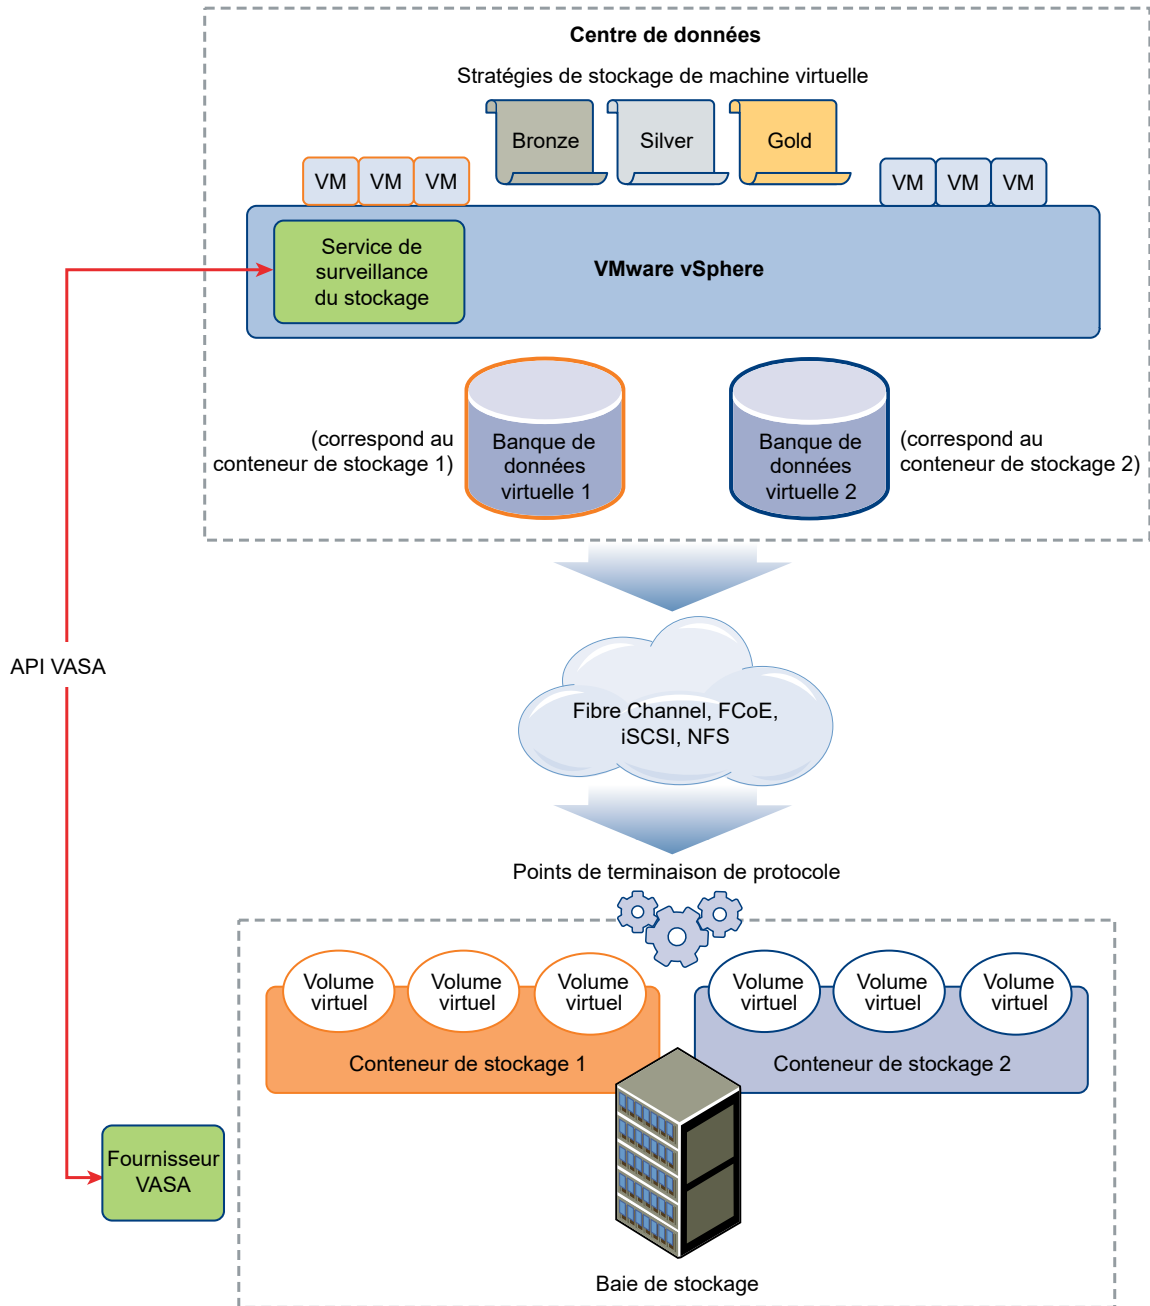 Centre de données
Stratégies de stockage de machine virtuelle
Bronze
Silver
Gold
VM VM VM
VM VM VM
Service de
surveillance
du stockage
VMware vSphere
(correspond au
conteneur de stockage 1)
Banque de
données
virtuelle 1
Banque de
données
virtuelle 2
(correspond au
conteneur de stockage 2)
API VASA
Fibre Channel, FCoE,
iSCSI, NFS
Points de terminaison de protocole
Volume
virtuel
Volume
virtuel
Volume
virtuel
Volume
virtuel
Volume
virtuel
Volume
virtuel
Conteneur de stockage 1
Conteneur de stockage 2
Fournisseur
VASA
Baie de stockage